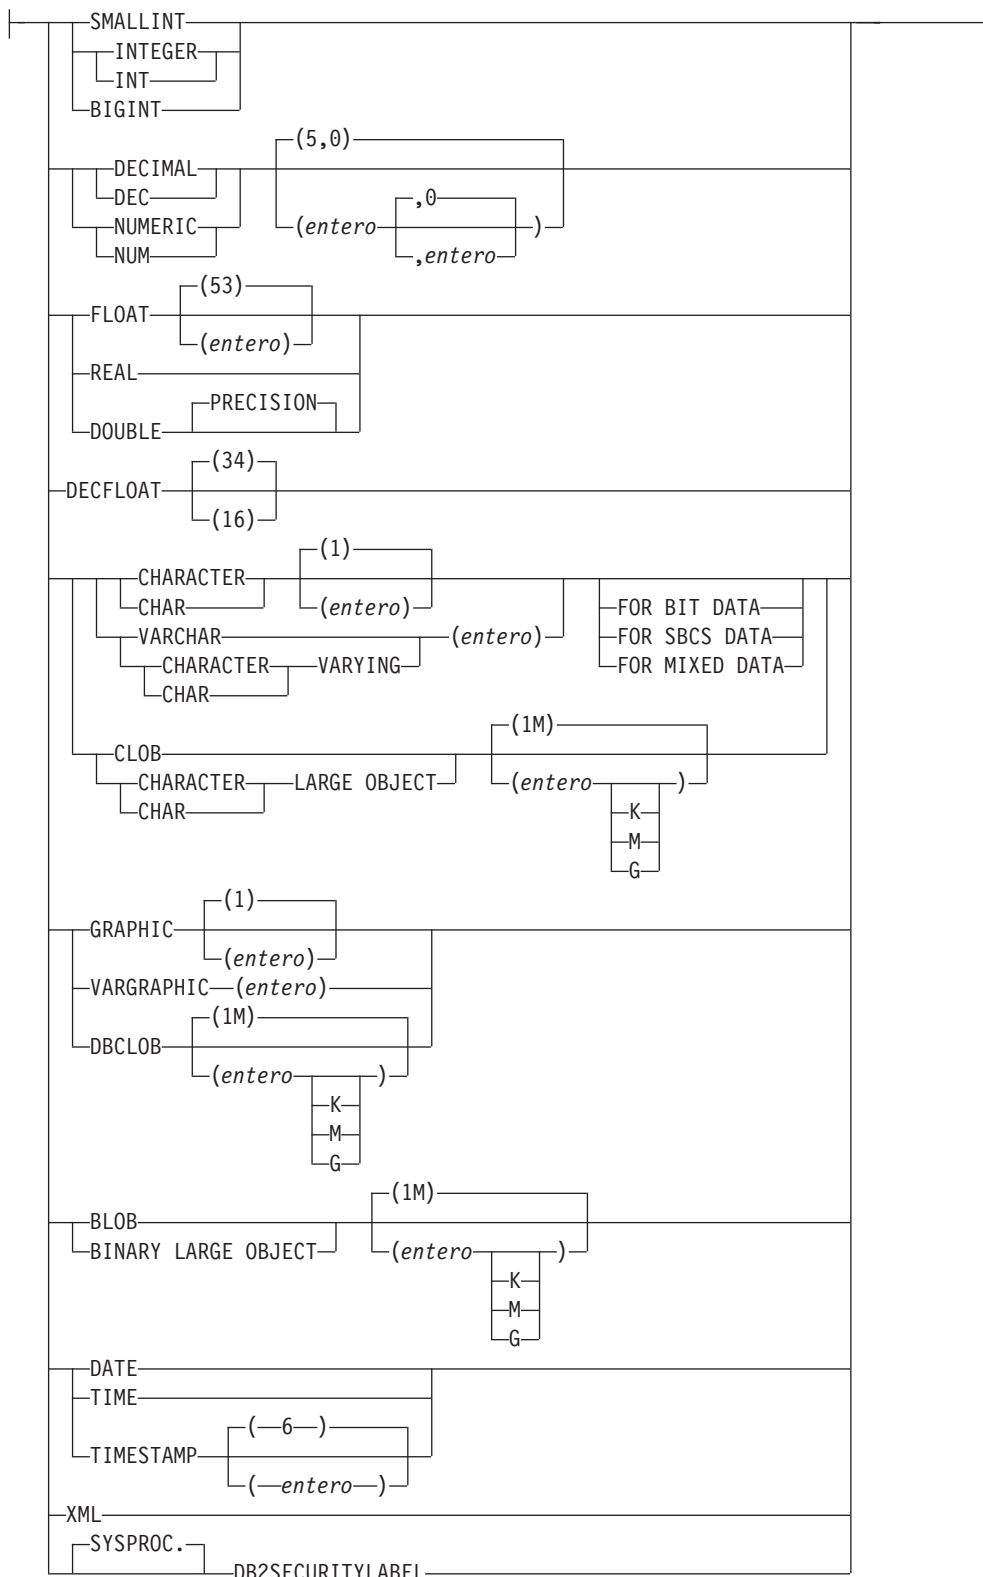 SMALLINT
INTEGER
INT
BIGINT
(5,0)
DECIMAL
DEC
,0
NUMERIC
(entero )
NUM
,entero
(53)
FLOAT
(entero)
REAL
PRECISION
DOUBLE
(34)
DECFLOAT
(16)
(1)
CHARACTER
CHAR
(entero)
FOR BIT DATA
VARCHAR
(entero)
FOR SBCS DATA
CHARACTER
VARYING
FOR MIXED DATA
CHAR
(1M)
CLOB
CHARACTER
LARGE OBJECT
(entero )
CHAR
K
M
G
(1)
GRAPHIC
(entero)
VARGRAPHIC (entero)
(1M)
DBCLOB
(entero )
K
M
G
(1M)
BLOB
BINARY LARGE OBJECT
(entero )
K
M
G
DATE
TIME
( 6 )
TIMESTAMP
( entero )
XML
SYSPROC.
DB2SECURITYLABEL